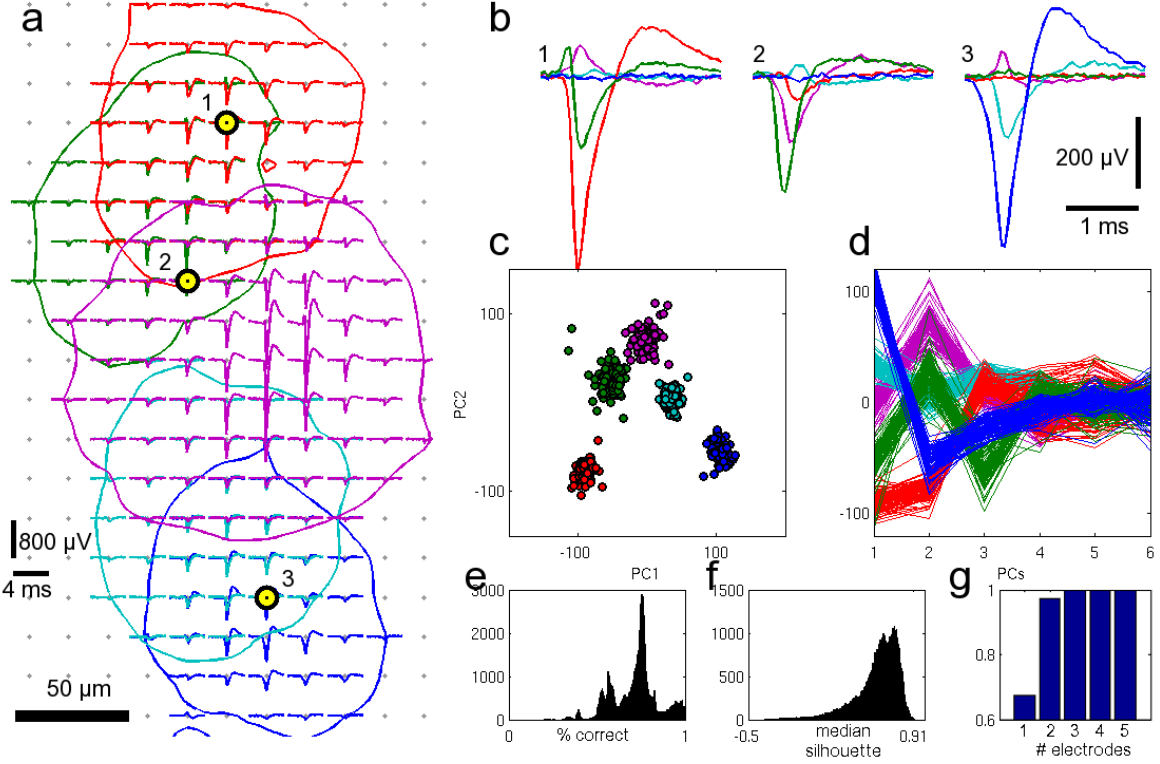 a
1
2
3
800 µV
4 ms
50 µm
b
1
2
3
200 µV
1 ms
c
100
-100
PC2
-100
100
PC1
d
100
0
-100
1 2 3 4 5 6
PCs
e
3000
2000
1000
0
0
1
% correct
f
1500
1000
500
0
-0.5
0.91
median
silhouette
g
1
0.8
0.6
1 2 3 4 5
# electrodes